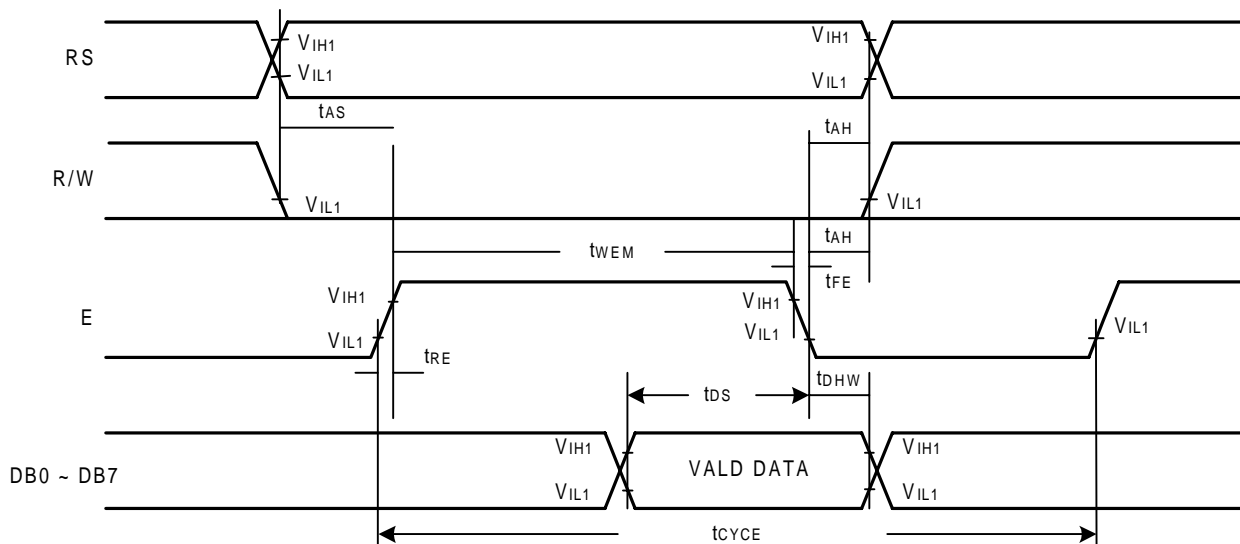 RS
VIH1
VIL1
VIH1
VIL1
tAS
tAH
R/W
VIL1
VIL1
tWEM
tAH
tFE
E
VIH1
VIL1
VIH1
VIL1
VIL1
tRE
tDS
tDHW
DB0 ~ DB7
VIH1
VIL1
VALD DATA
VIH1
VIL1
tCYCE